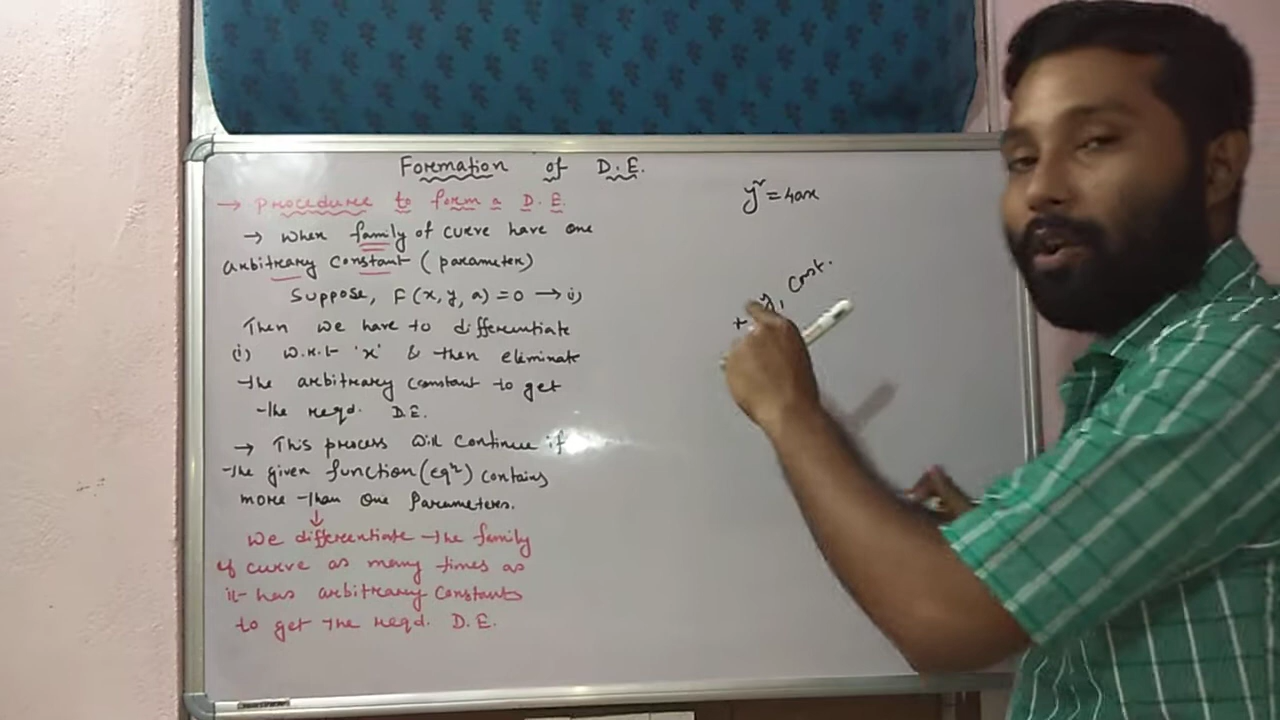 Formation of D.E.
→ Procedure to form a D.E.
→ When family of curve have one
arbitrary constant (parameter)
Suppose, F(x, y, a) = 0 → (i)
Then we have to differentiate
(i) w.r.t 'x' & then eliminate
the arbitrary constant to get
the reqd. D.E.
→ This process will continue if
the given function (eqn) contains
more than one parameters.
↓
We differentiate the family
of curve as many times as
it has arbitrary constants
to get the reqd. D.E.
y² = 4ax
y, const.